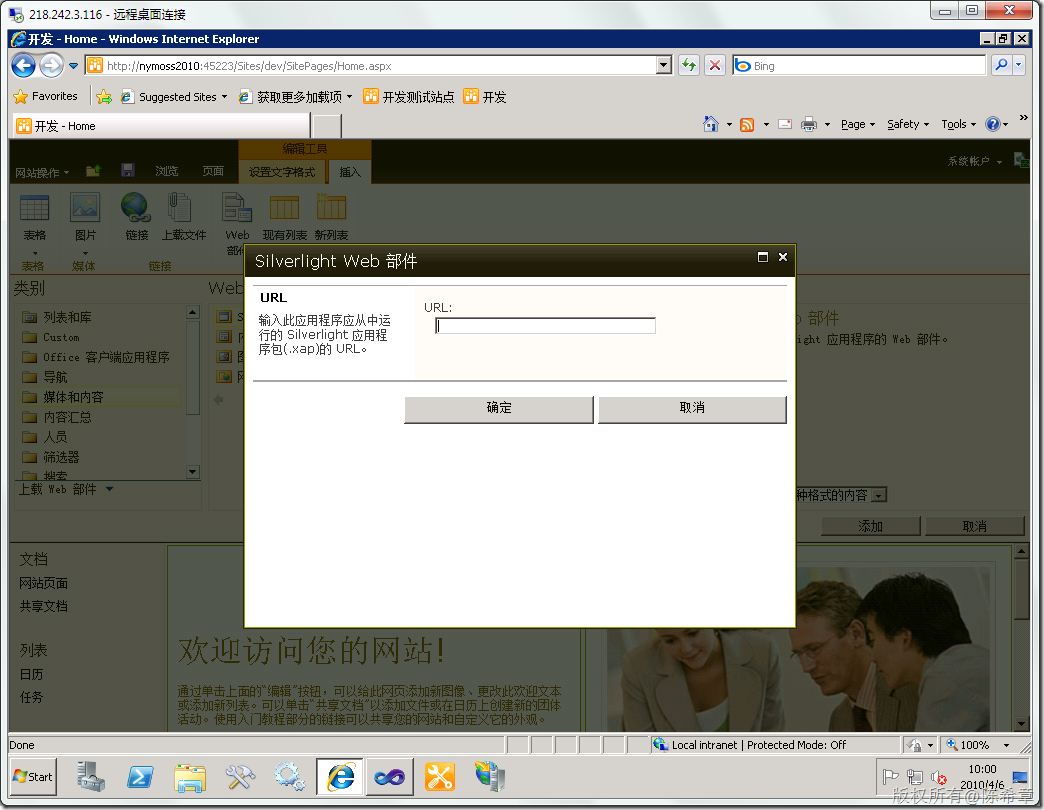 218.242.3.116 - 远程桌面连接
开发 - Home - Windows Internet Explorer
http://nymoss2010:45223/Sites/dev/SitePages/Home.aspx
Bing
Favorites
Suggested Sites
获取更多加载项
开发测试站点
开发
开发 - Home
Page
Safety
Tools
编辑工具
网站操作
浏览
页面
设置文字格式
插入
系统帐户
表格
图片
链接
上载文件
Web
现有列表
新列表
部件
表格
媒体
链接
Silverlight Web 部件
类别
Web
列表和库
Custom
Office 客户端应用程序
导航
媒体和内容
内容汇总
人员
筛选器
搜索
上载 Web 部件
URL
输入此应用程序应从中运
行的 Silverlight 应用程
序包(.xap)的 URL。
URL:
确定
取消
部件
ight 应用程序的 Web 部件。
种格式的内容
添加
取消
文档
网站页面
共享文档
列表
日历
任务
欢迎访问您的网站!
通过单击上面的“编辑”按钮，可以给此网页添加新图像、更改此欢迎文本
或添加新列表。可以单击“共享文档”以添加文件或在日历上创建新的团体
活动。使用入门教程部分的链接可以共享您的网站和自定义它的外观。
Done
Local intranet | Protected Mode: Off
100%
Start
10:00
2010/4/6
版权所有@陈希章